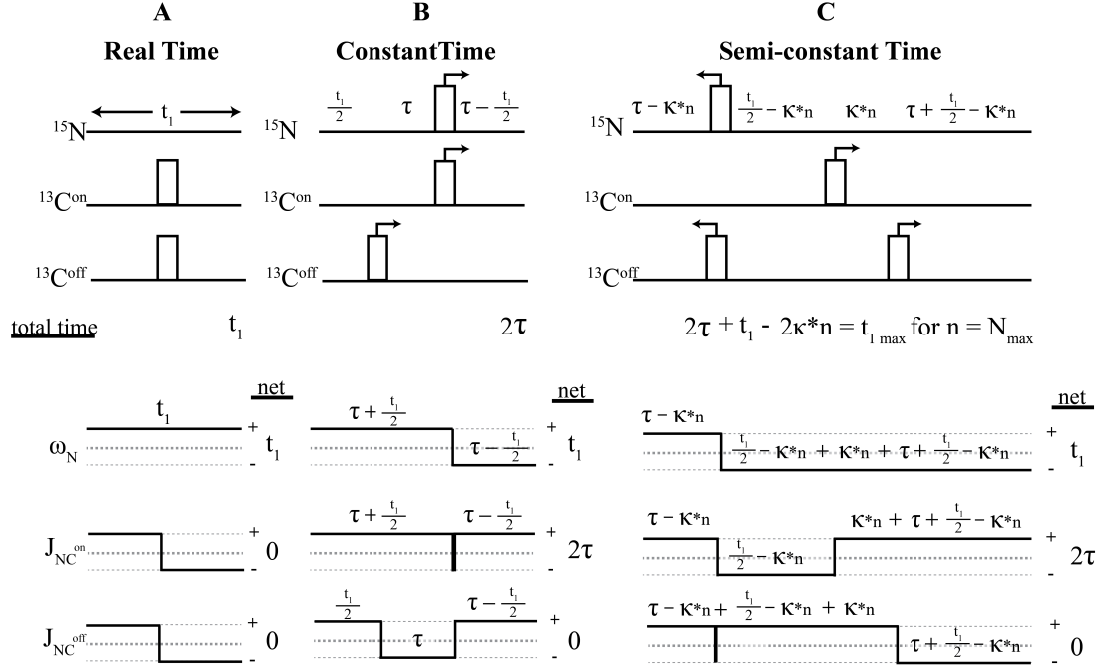 A B C
Real Time ConstantTime Semi-constant Time
t₁ t₁/2 τ τ − t₁/2 τ − κ*n t₁/2 − κ*n κ*n τ + t₁/2 − κ*n
¹⁵N ¹⁵N ¹⁵N
¹³Cᵒⁿ ¹³Cᵒⁿ ¹³Cᵒⁿ
¹³Cᵒᶠᶠ ¹³Cᵒᶠᶠ ¹³Cᵒᶠᶠ
total time t₁ 2τ 2τ + t₁ - 2κ*n = t₁ max for n = Nmax
net net net
t₁ τ + t₁/2 τ − κ*n
ωN + - t₁ τ − t₁/2 + - t₁ t₁/2 − κ*n + κ*n + τ + t₁/2 − κ*n + - t₁
τ + t₁/2 τ − t₁/2 τ − κ*n κ*n + τ + t₁/2 − κ*n
JNCᵒⁿ + - 0 + - 2τ t₁/2 − κ*n + - 2τ
t₁/2 τ − t₁/2 τ − κ*n + t₁/2 − κ*n + κ*n
JNCᵒᶠᶠ + - 0 τ + - 0 τ + t₁/2 − κ*n + - 0